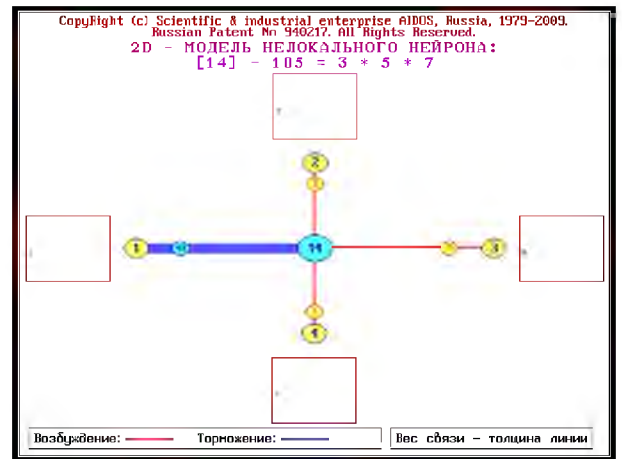 CopyRight (c) Scientific & industrial enterprise AIDOS, Russia, 1979-2009.
Russian Patent No 940217. All Rights Reserved.
2D - МОДЕЛЬ НЕЛОКАЛЬНОГО НЕЙРОНА:
[14] - 105 = 3 * 5 * 7
2
1
14
3
4
Возбуждение:
Торможение:
Вес связи - толщина линии